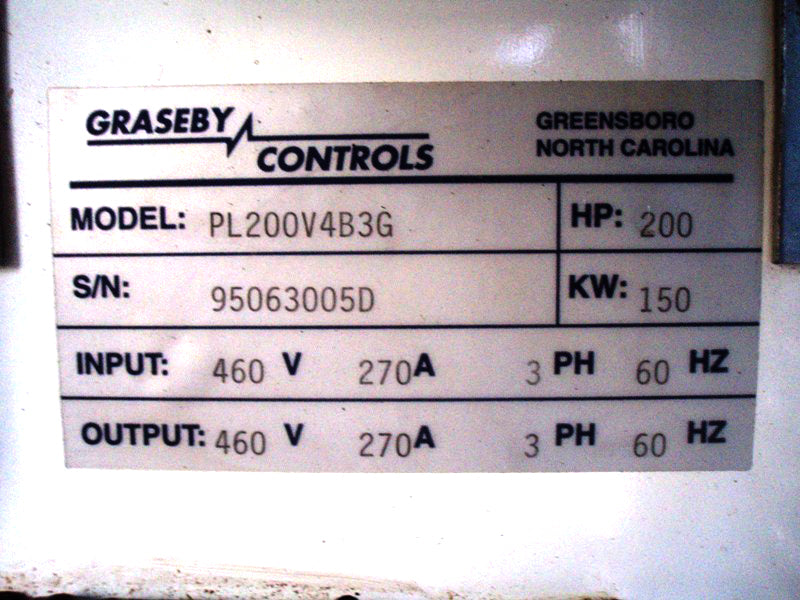 GRASEBY CONTROLS
GREENSBORO
NORTH CAROLINA
MODEL: PL200V4B3G HP: 200
S/N: 95063005D KW: 150
INPUT: 460 V 270A 3 PH 60 HZ
OUTPUT: 460 V 270A 3 PH 60 HZ